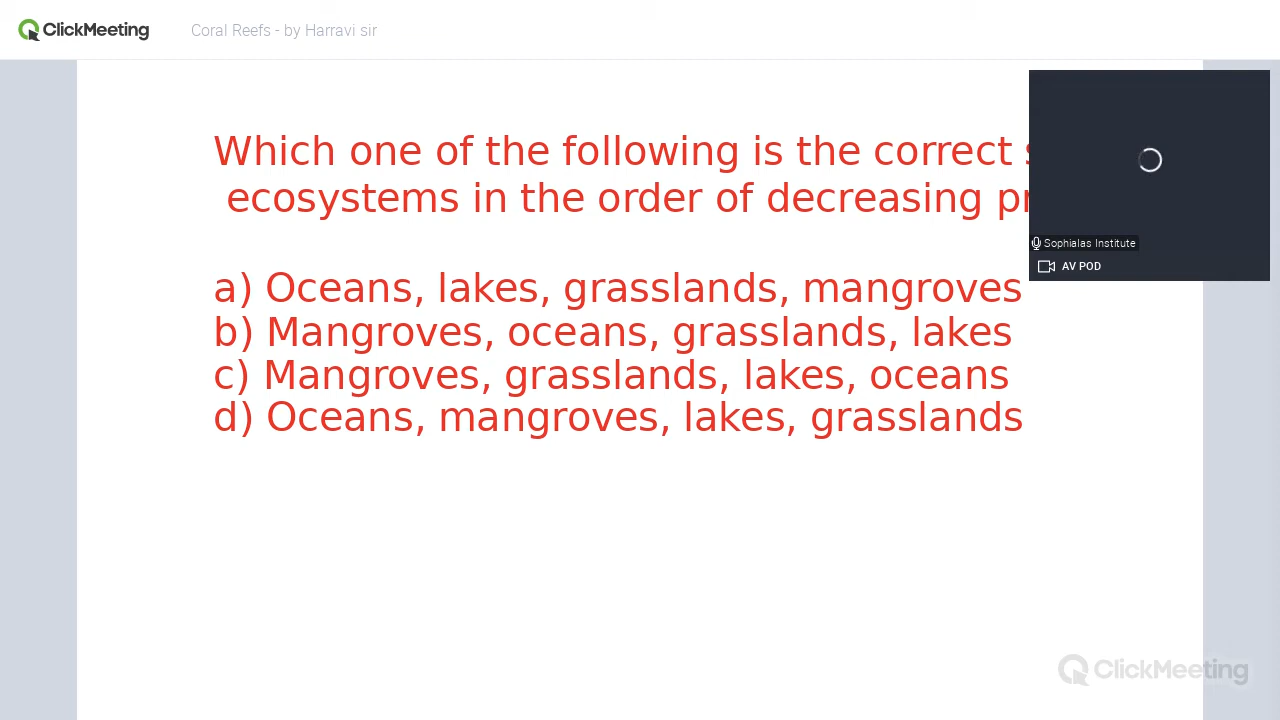 ClickMeeting
Coral Reefs - by Harravi sir
Which one of the following is the correct
ecosystems in the order of decreasing
a) Oceans, lakes, grasslands, mangroves
b) Mangroves, oceans, grasslands, lakes
c) Mangroves, grasslands, lakes, oceans
d) Oceans, mangroves, lakes, grasslands
Sophialas Institute
AV POD
ClickMeeting